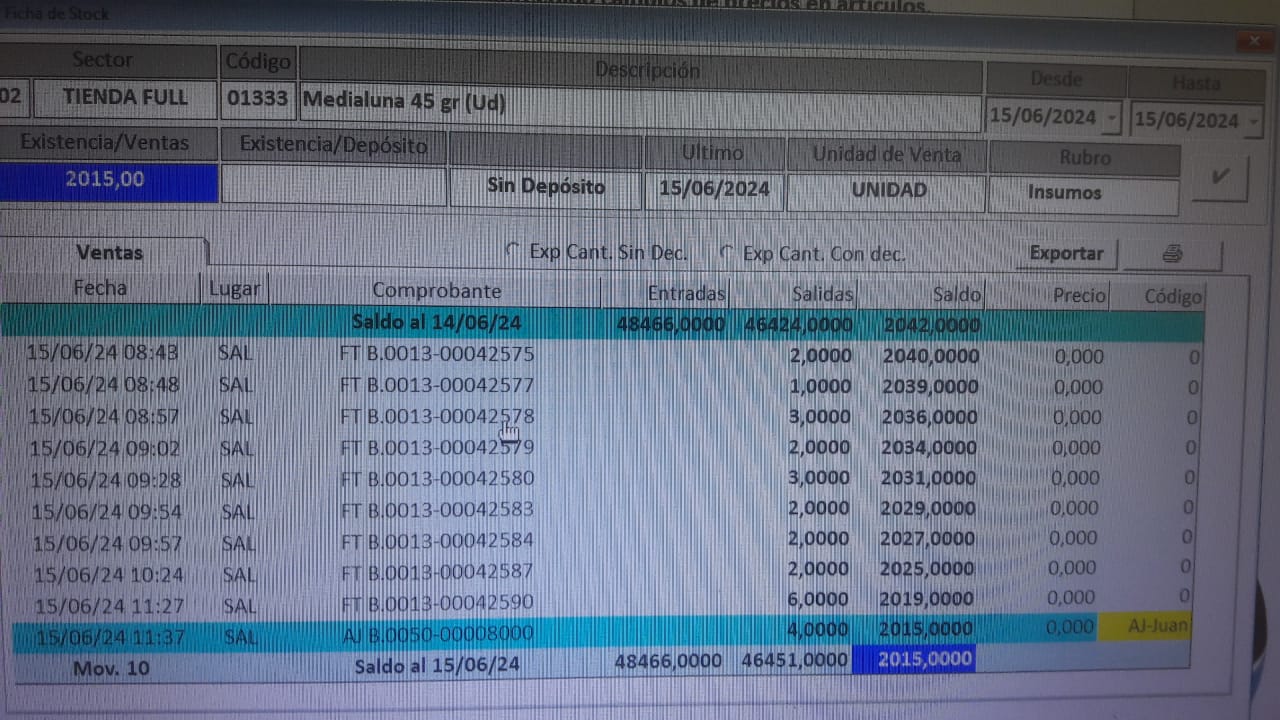 cambios de precios en artículos.
Ficha de Stock
Sector Código Descripción Desde Hasta
02 TIENDA FULL 01333 Medialuna 45 gr (Ud) 15/06/2024 15/06/2024
Existencia/Ventas Existencia/Depósito Ultimo Unidad de Venta Rubro
2015,00 Sin Depósito 15/06/2024 UNIDAD Insumos
Ventas Exp Cant. Sin Dec. Exp Cant. Con dec. Exportar
Fecha Lugar Comprobante Entradas Salidas Saldo Precio Código
Saldo al 14/06/24 48466,0000 46424,0000 2042,0000
15/06/24 08:43 SAL FT B.0013-00042575 2,0000 2040,0000 0,000 0
15/06/24 08:48 SAL FT B.0013-00042577 1,0000 2039,0000 0,000 0
15/06/24 08:57 SAL FT B.0013-00042578 3,0000 2036,0000 0,000 0
15/06/24 09:02 SAL FT B.0013-00042579 2,0000 2034,0000 0,000 0
15/06/24 09:28 SAL FT B.0013-00042580 3,0000 2031,0000 0,000 0
15/06/24 09:54 SAL FT B.0013-00042583 2,0000 2029,0000 0,000 0
15/06/24 09:57 SAL FT B.0013-00042584 2,0000 2027,0000 0,000 0
15/06/24 10:24 SAL FT B.0013-00042587 2,0000 2025,0000 0,000 0
15/06/24 11:27 SAL FT B.0013-00042590 6,0000 2019,0000 0,000 0
15/06/24 11:37 SAL AJ B.0050-00008000 4,0000 2015,0000 0,000 AJ-Juan
Mov. 10 Saldo al 15/06/24 48466,0000 46451,0000 2015,0000